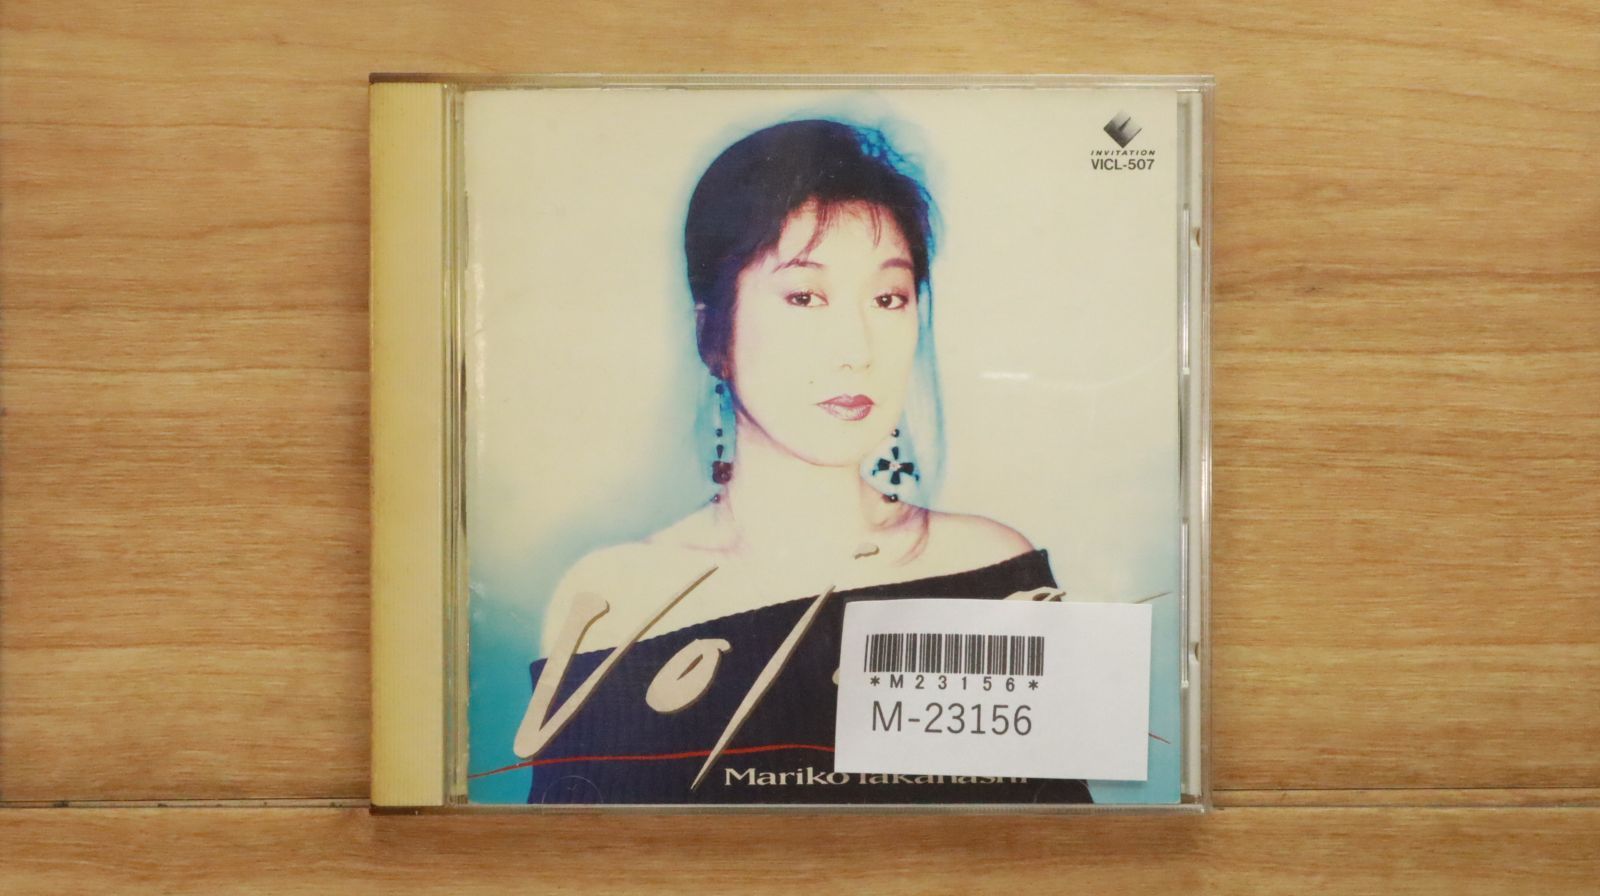 INVITATION
VICL-507
*M23156*
M-23156
Mariko Takahashi